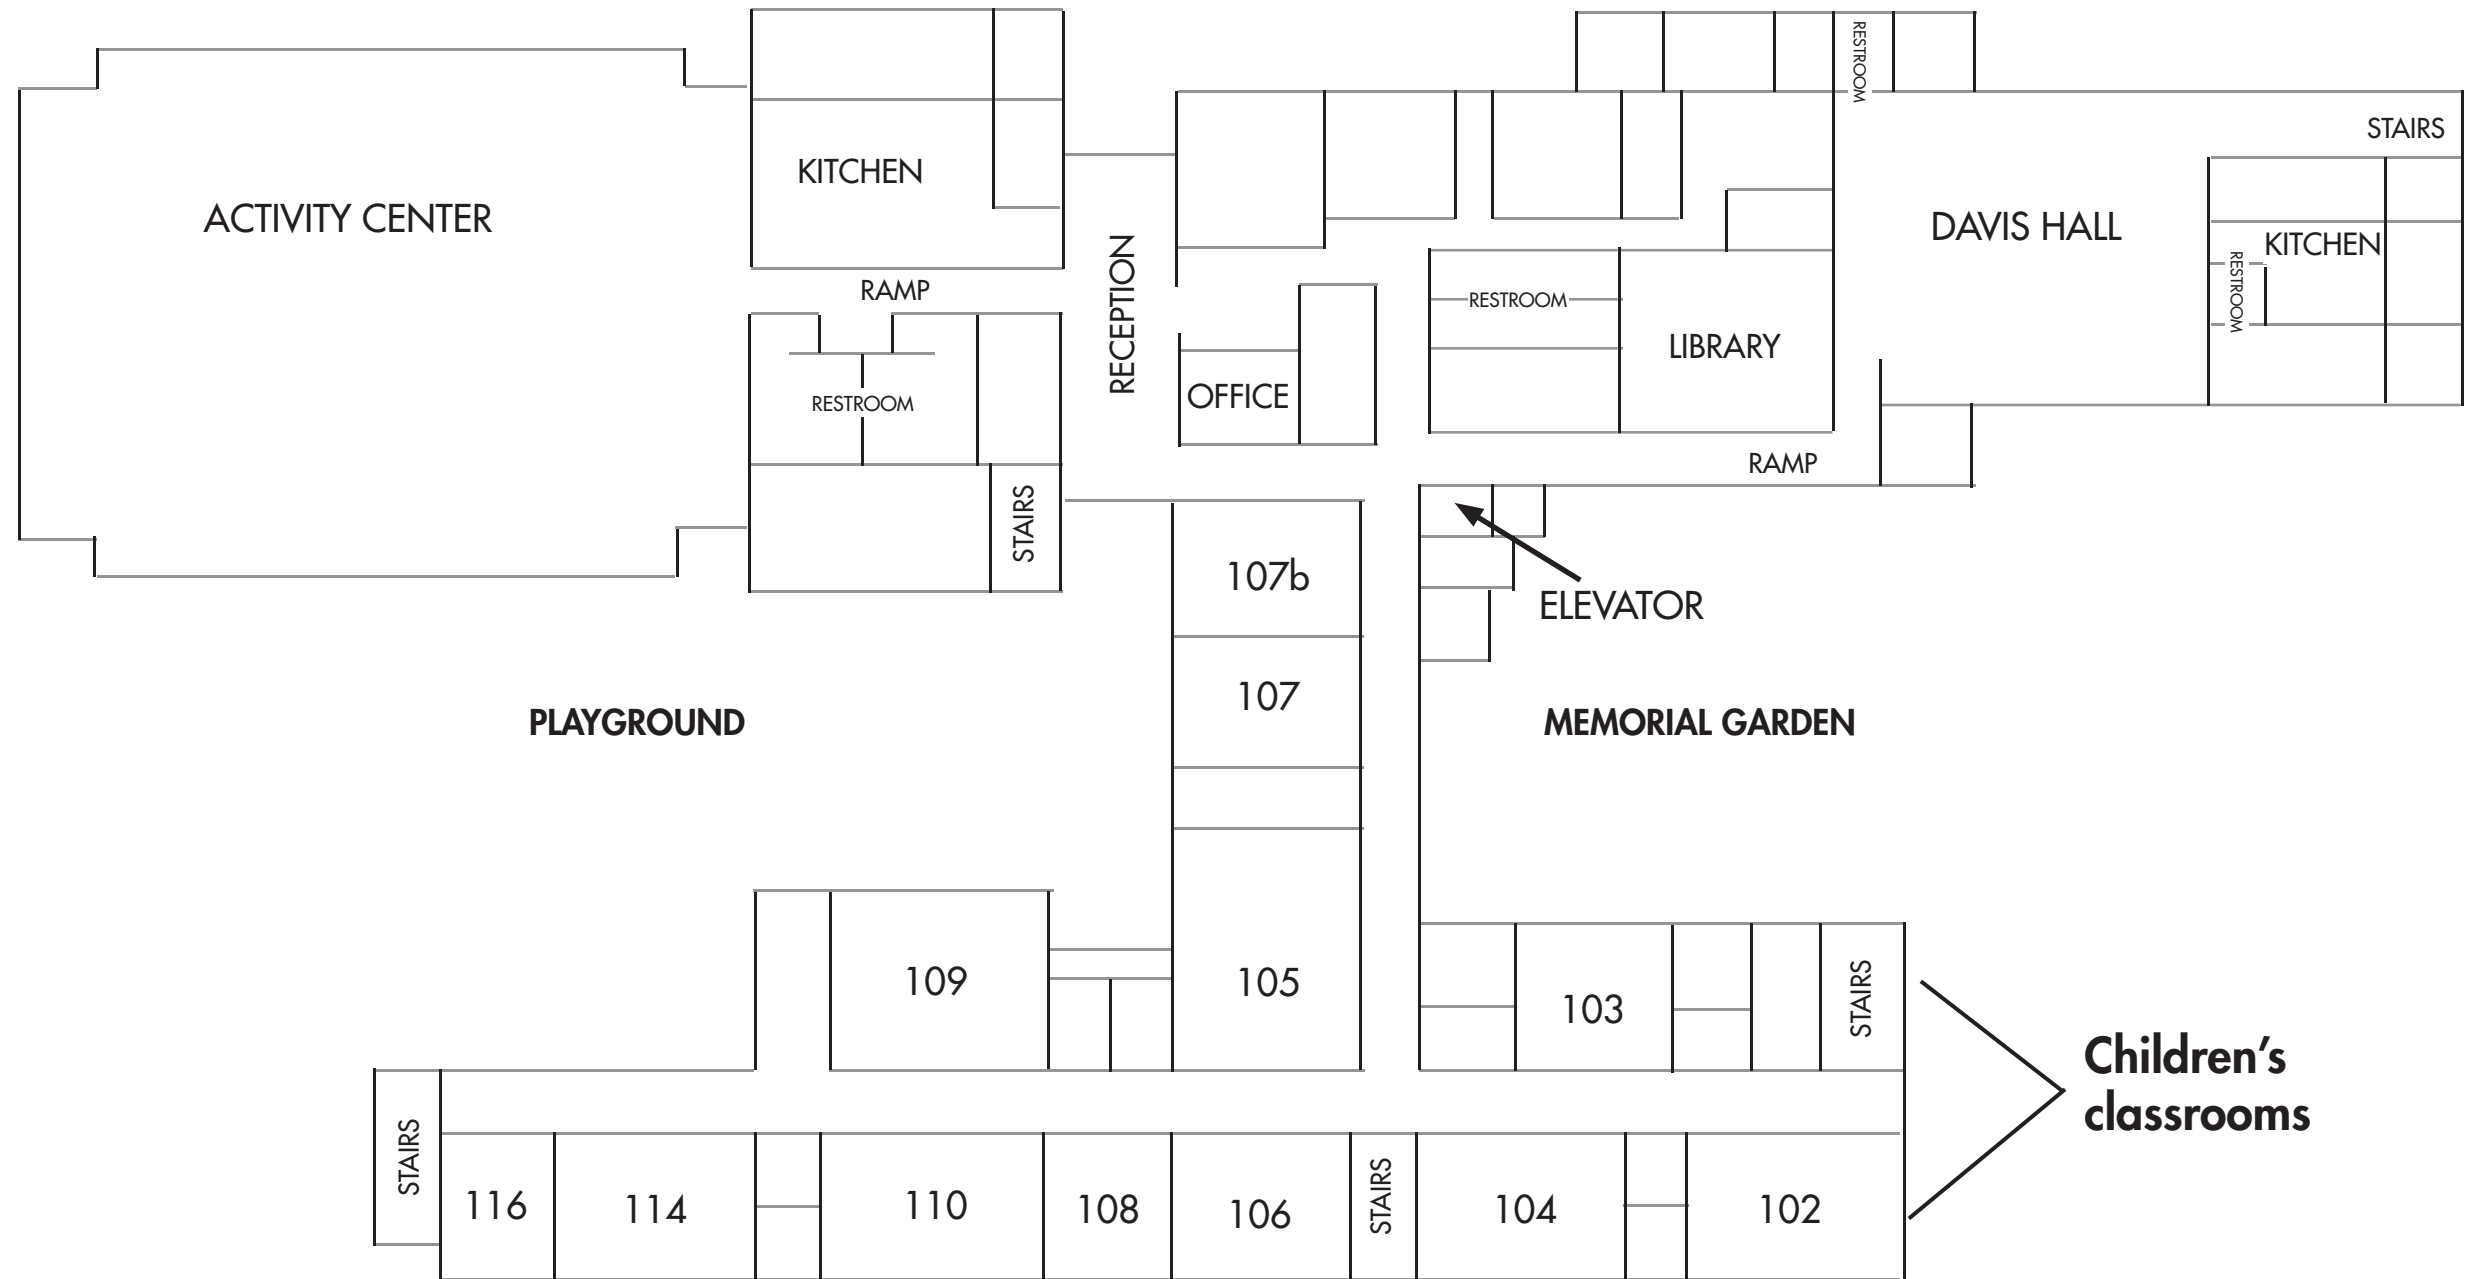 RESTROOM
STAIRS
KITCHEN
ACTIVITY CENTER
DAVIS HALL
KITCHEN
RESTROOM
RAMP
RECEPTION
RESTROOM
LIBRARY
OFFICE
RESTROOM
RAMP
STAIRS
107b
ELEVATOR
107
PLAYGROUND
MEMORIAL GARDEN
109
105
103
STAIRS
Children’s
classrooms
STAIRS
116
114
110
108
106
STAIRS
104
102